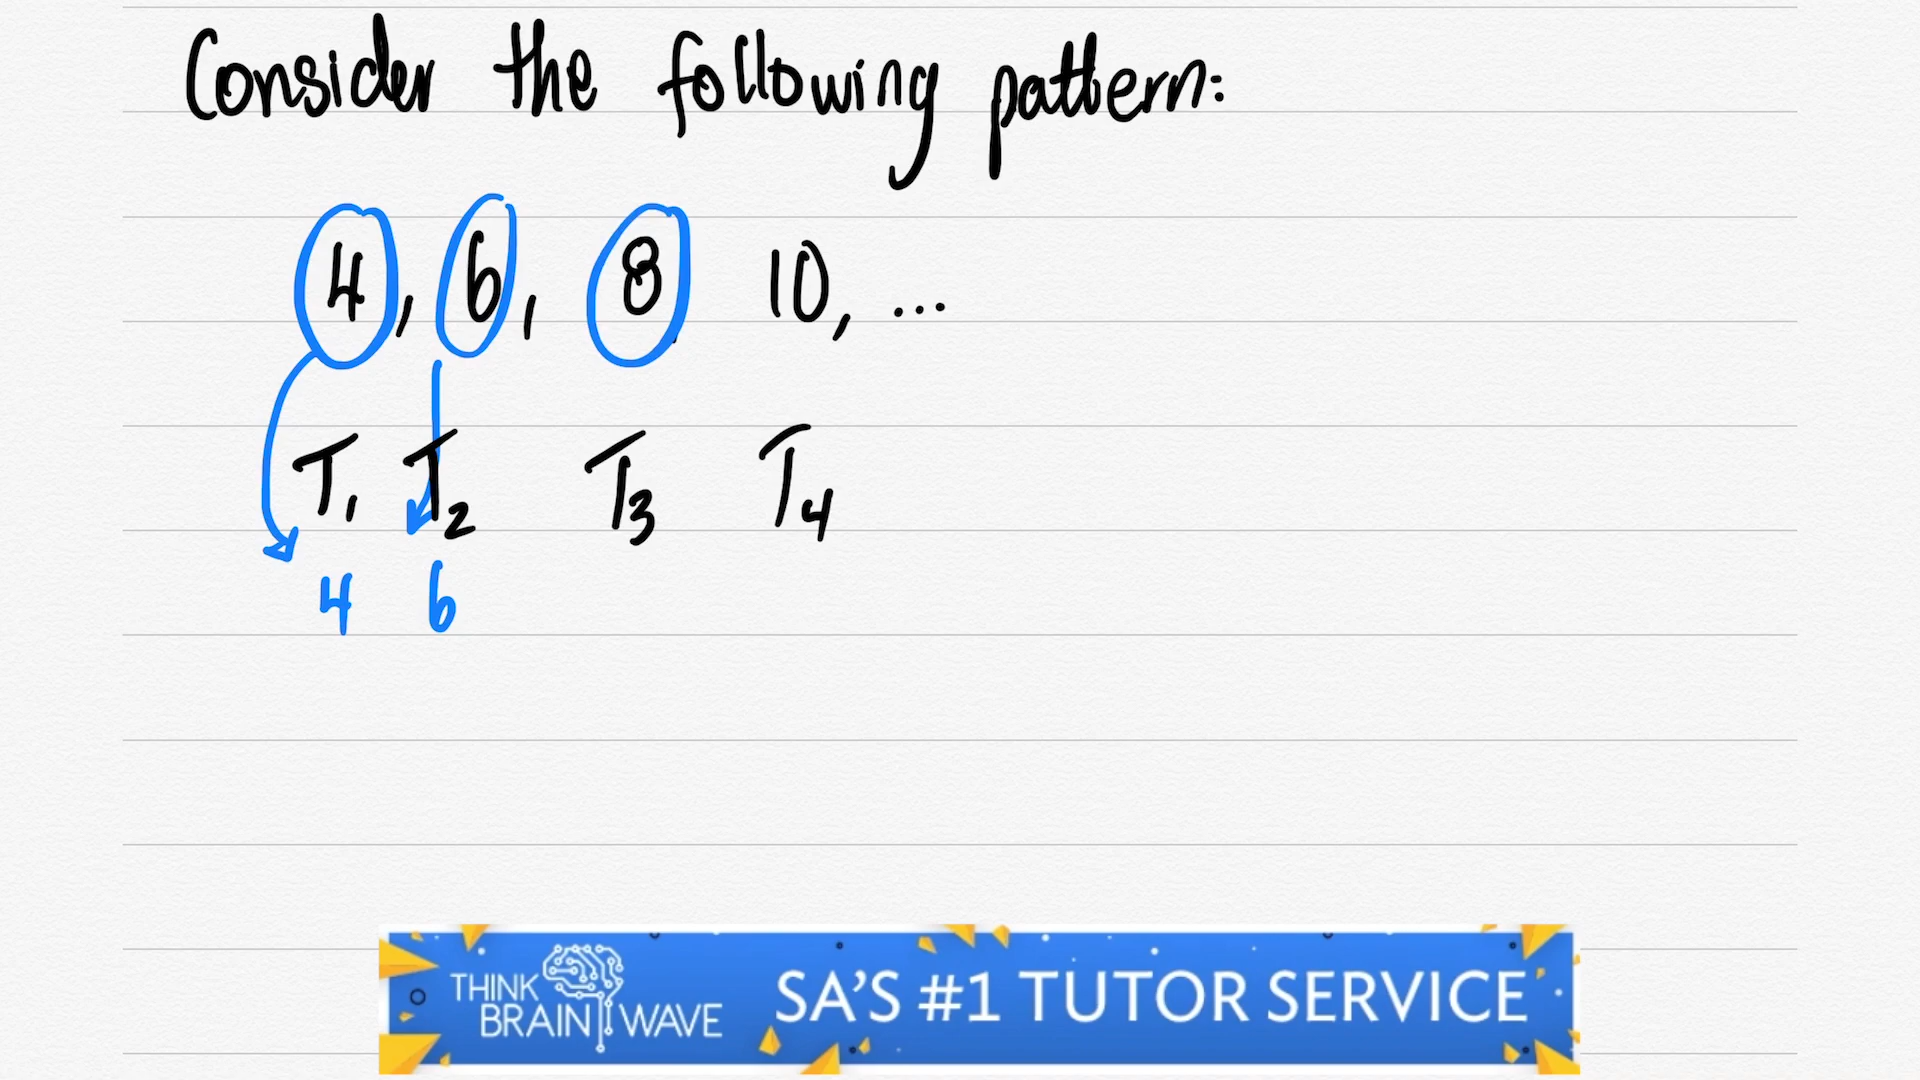 Consider the following pattern:
4, 6, 8 10, ...
T1 T2 T3 T4
4 6
THINK BRAIN WAVE
SA'S #1 TUTOR SERVICE